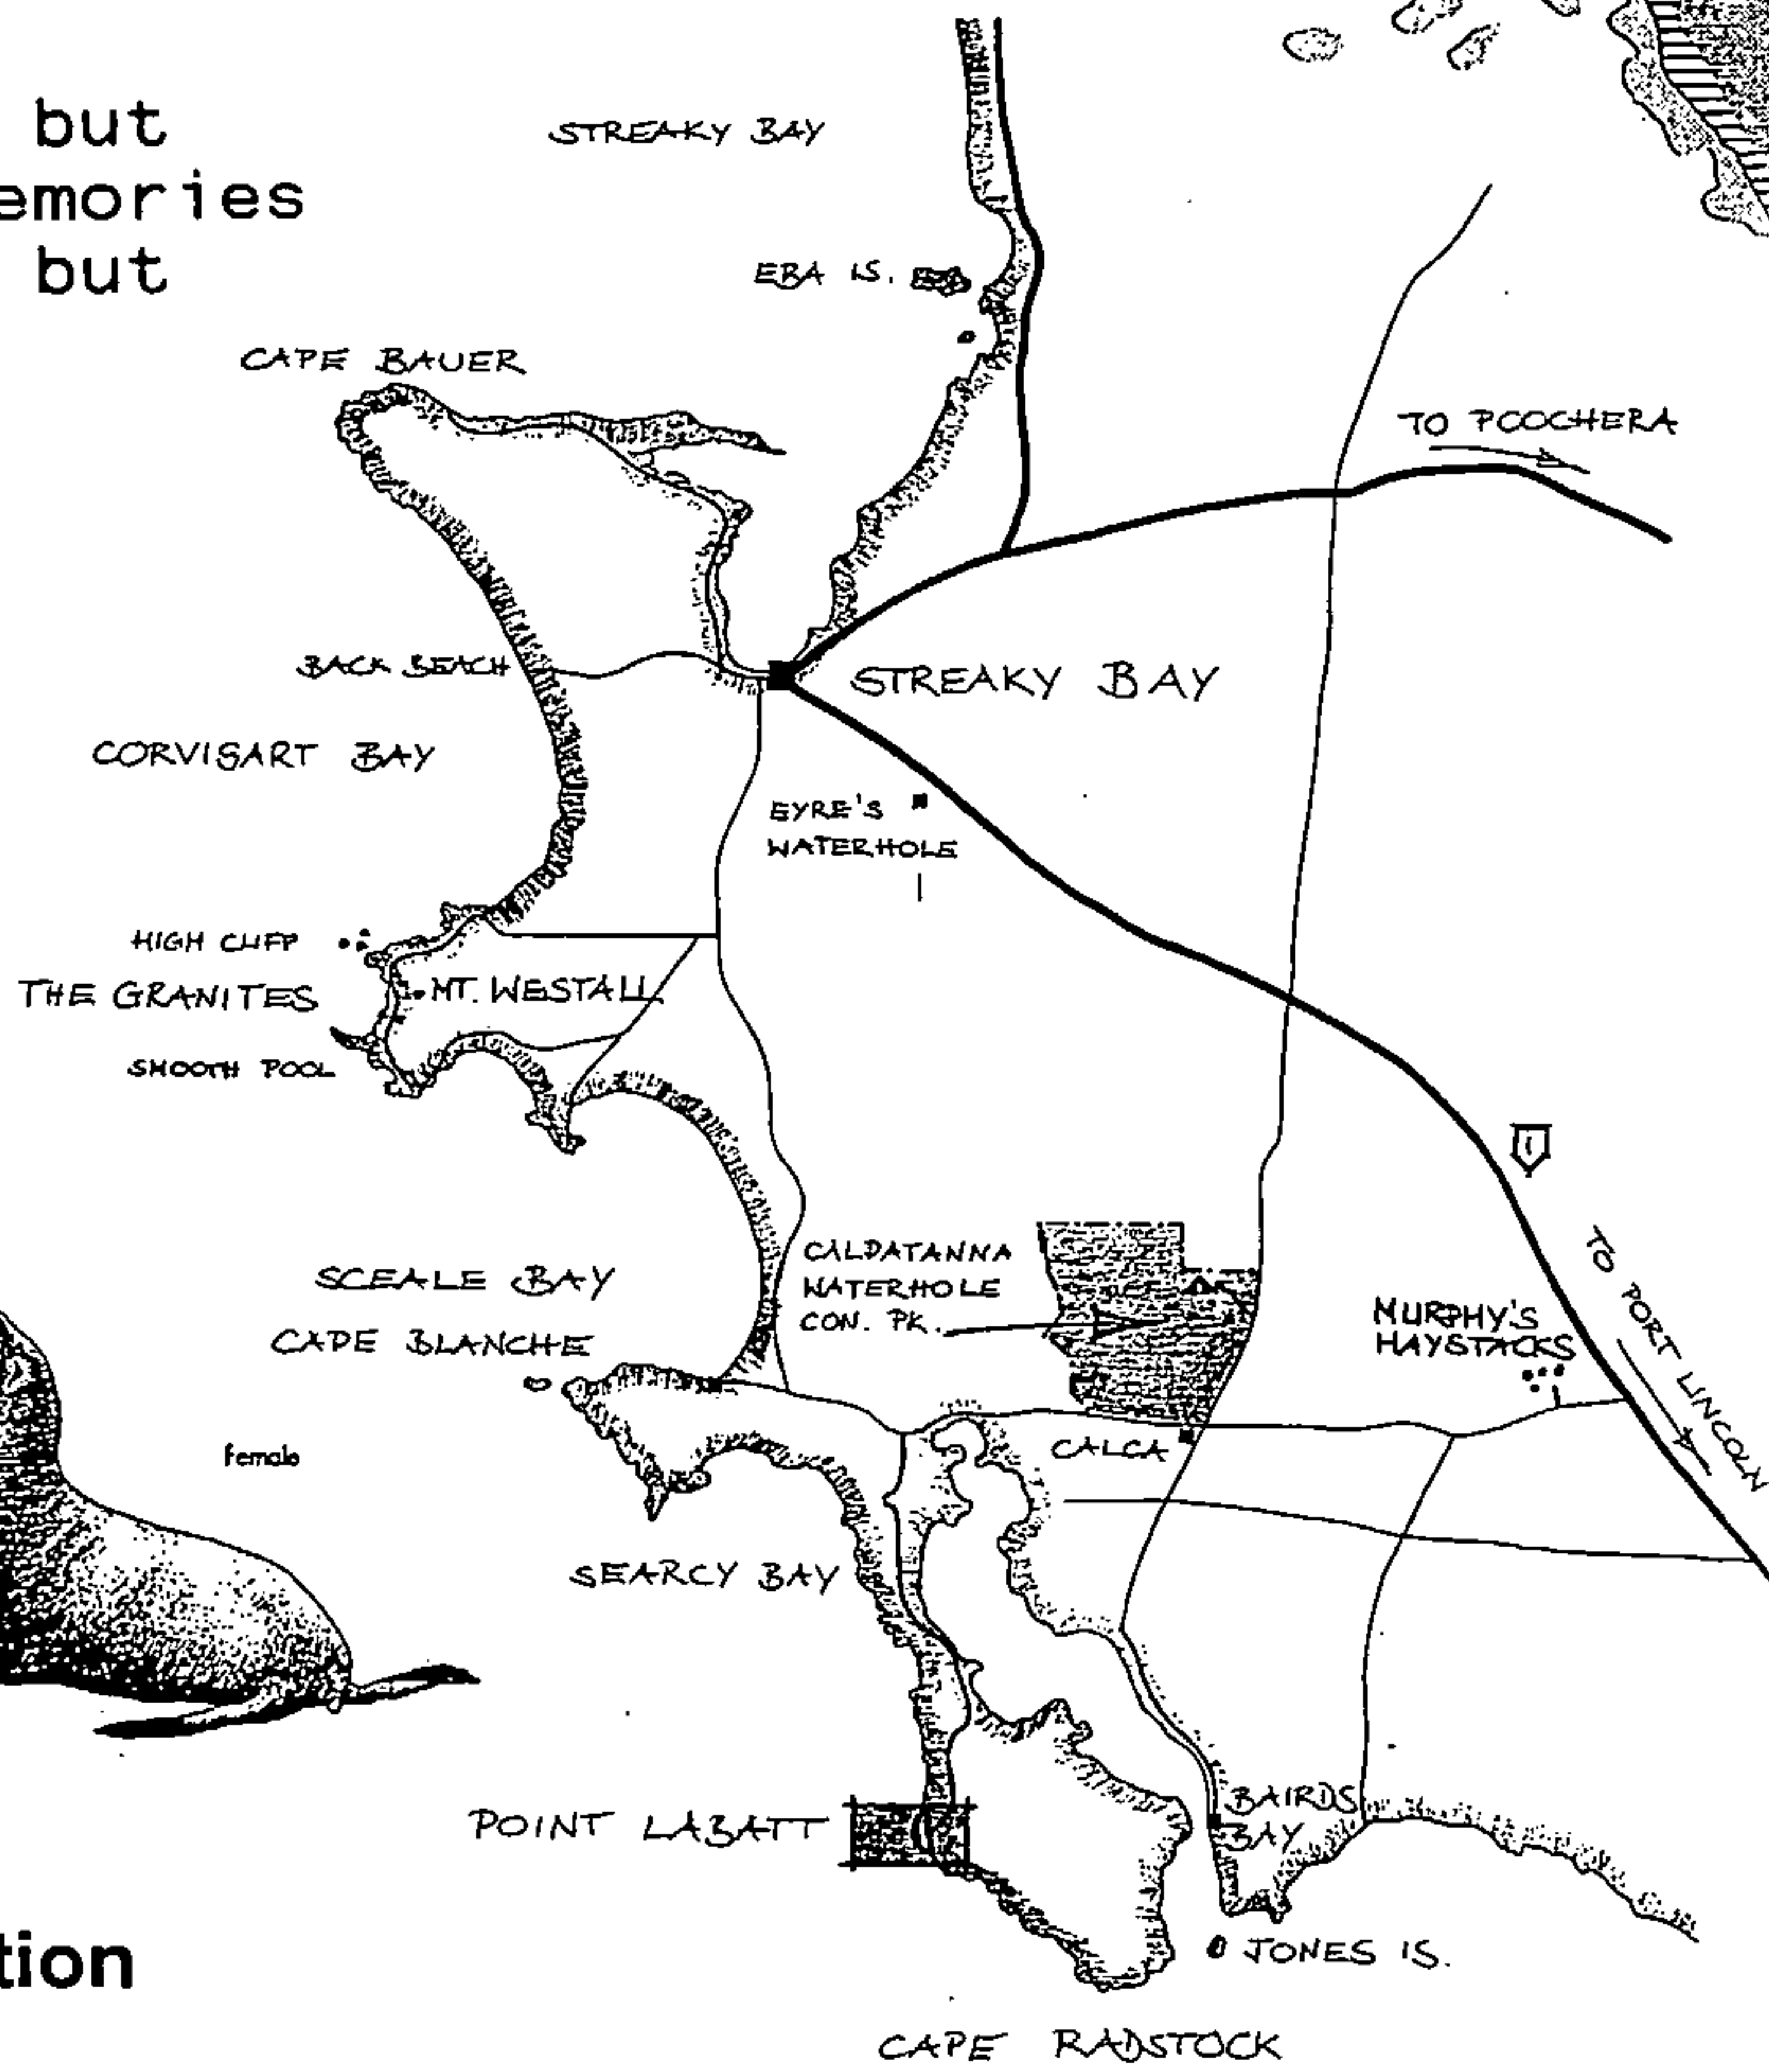 but
emories
but
STREAKY BAY
EBA IS.
CAPE BAUER
TO POOCHERA
BACK BEACH
STREAKY BAY
CORVISART BAY
EYRE'S
WATERHOLE
HIGH CLIFF
THE GRANITES
MT. WESTALL
SMOOTH POOL
1
TO PORT LINCOLN
SCEALE BAY
CAPE BLANCHE
CALPATANNA
WATERHOLE
CON. PK.
MURPHY'S
HAYSTACKS
female
CALCA
SEARCY BAY
POINT LABATT
BAIRDS
BAY
tion
JONES IS.
CAPE RADSTOCK